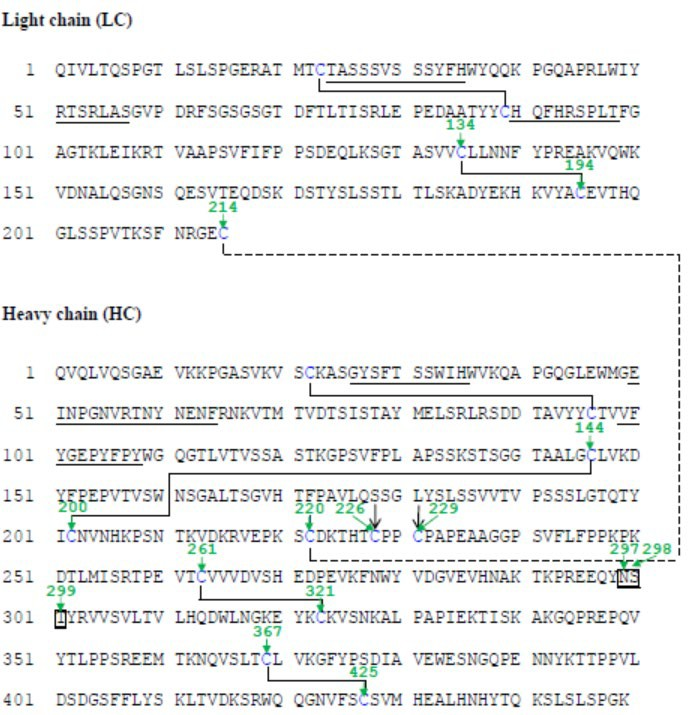 Light chain (LC)
1 QIVLTQSPGT LSLSPGERAT MTCTASSSVS SSYFHWYQQK PGQAPRLWIY
51 RTSRLASGVP DRFSGSGSGT DFTLTISRLE PEDAATYYCH QFHRSPLTFG
134
101 AGTKLEIKRT VAAPSVFIFP PSDEQLKSGT ASVVCLLNNF YPREAKVQWK
194
151 VDNALQSGNS QESVTEQDSK DSTYSLSSTL TLSKADYEKH KVYACEVTHQ
214
201 GLSSPVTKSF NRGEC
Heavy chain (HC)
1 QVQLVQSGAE VKKPGASVKV SCKASGYSFT SSWIHWVKQA PGQGLEWMGE
51 INPGNVRTNY NENFRNKVTM TVDTSISTAY MELSRLRSDD TAVYYCTVVF
144
101 YGEPYFPYWG QGTLVTVSSA STKGPSVFPL APSSKSTSGG TAALGCLVKD
151 YFPEPVTVSW NSGALTSGVH TFPAVLQSSG LYSLSSVVTV PSSSLGTQTY
200 220 226 229
201 ICNVNHKPSN TKVDKRVEPK SCDKTHTCPP CPAPEAAGGP SVFLFPPKPK
261 297 298
251 DTLMISRTPE VTCVVVDVSH EDPEVKFNWY VDGVEVHNAK TKPREEQYNS
299 321
301 TYRVVSVLTV LHQDWLNGKE YKCKVSNKAL PAPIEKTISK AKGQPREPQV
367
351 YTLPPSREEM TKNQVSLTCL VKGFYPSDIA VEWESNGQPE NNYKTTPPVL
425
401 DSDGSFFLYS KLTVDKSRWQ QGNVFSCSVM HEALHNHYTQ KSLSLSPGK